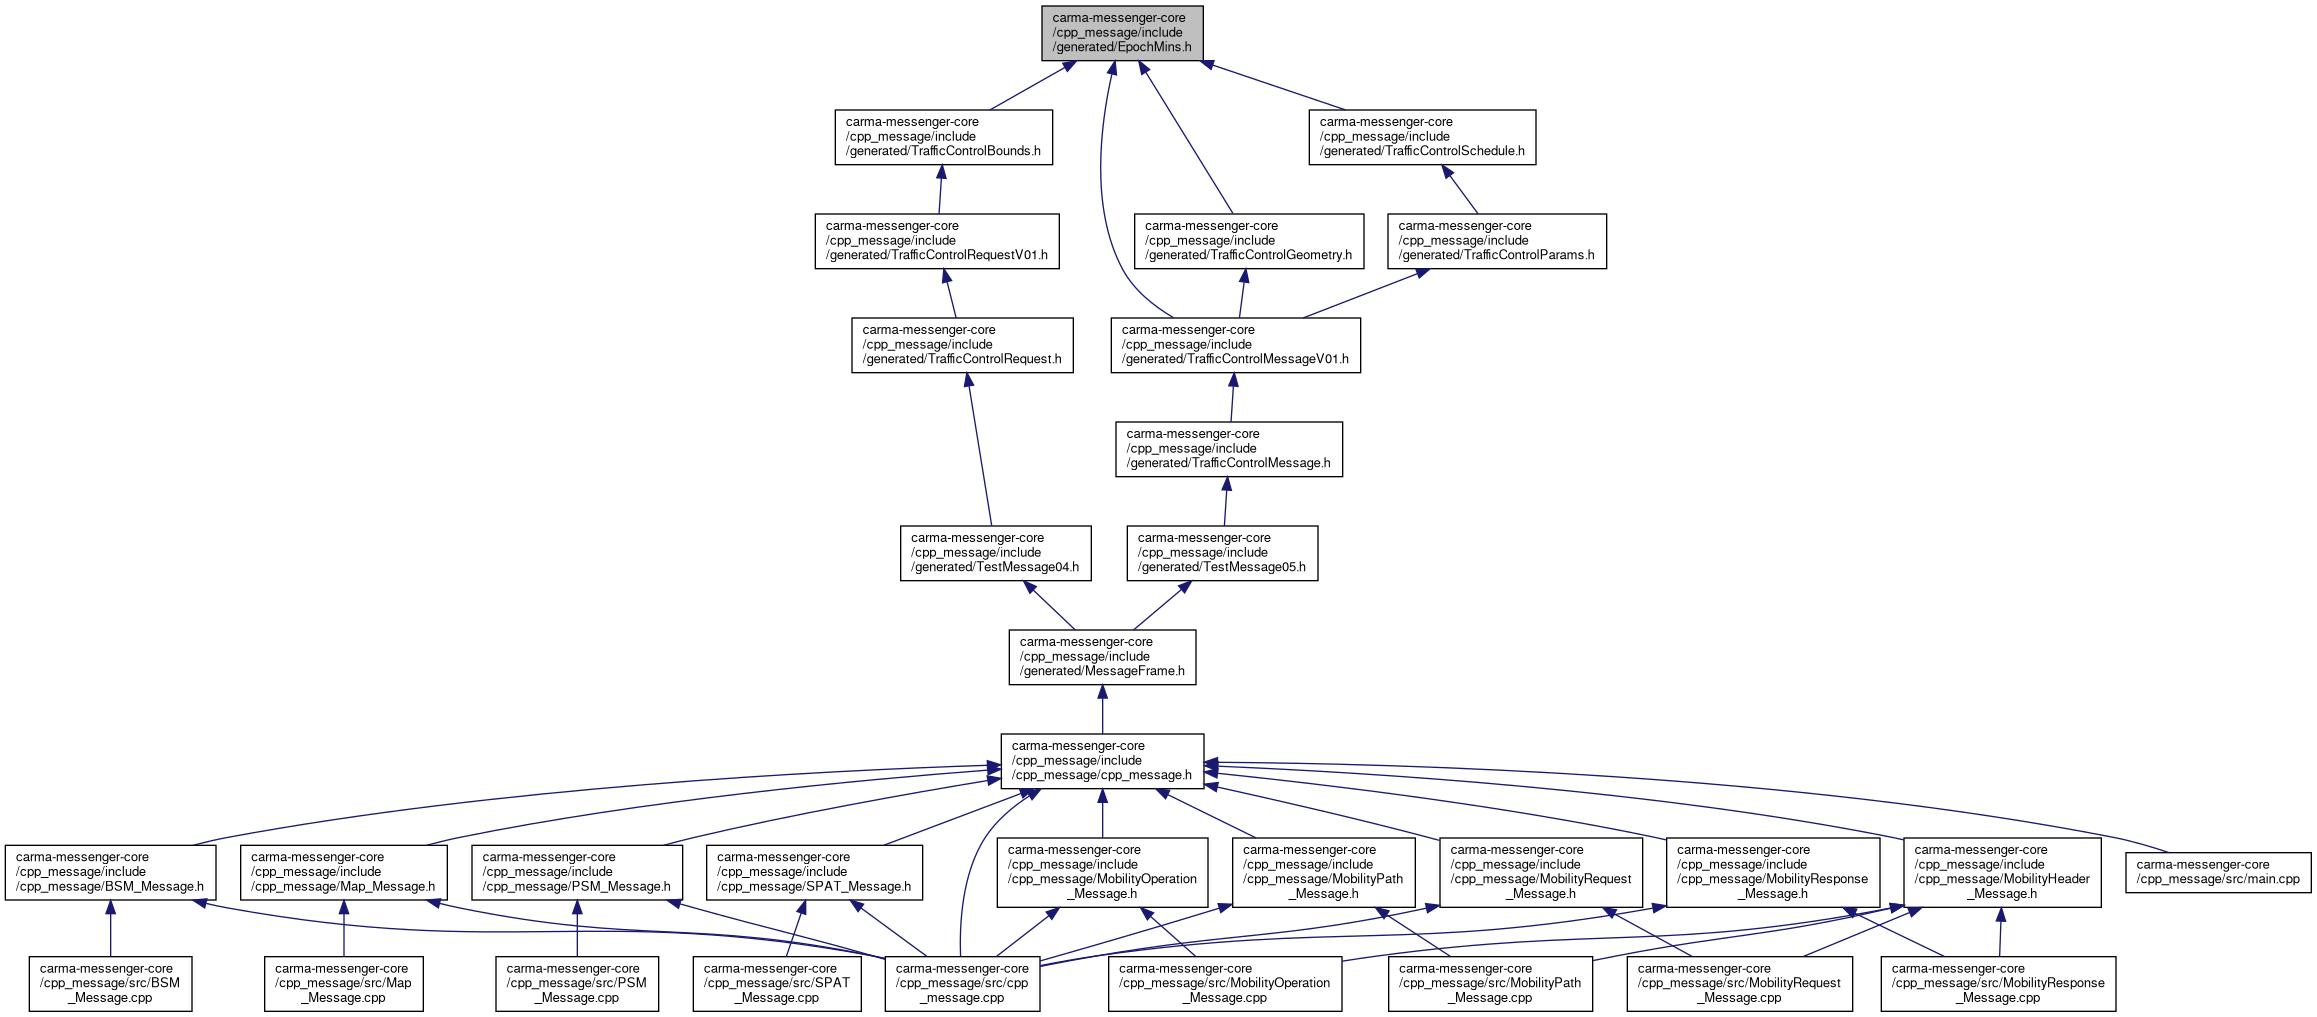 carma-messenger-core
/cpp_message/include
/generated/EpochMins.h
carma-messenger-core
/cpp_message/include
/generated/TrafficControlBounds.h
carma-messenger-core
/cpp_message/include
/generated/TrafficControlSchedule.h
carma-messenger-core
/cpp_message/include
/generated/TrafficControlRequestV01.h
carma-messenger-core
/cpp_message/include
/generated/TrafficControlGeometry.h
carma-messenger-core
/cpp_message/include
/generated/TrafficControlParams.h
carma-messenger-core
/cpp_message/include
/generated/TrafficControlRequest.h
carma-messenger-core
/cpp_message/include
/generated/TrafficControlMessageV01.h
carma-messenger-core
/cpp_message/include
/generated/TrafficControlMessage.h
carma-messenger-core
/cpp_message/include
/generated/TestMessage04.h
carma-messenger-core
/cpp_message/include
/generated/TestMessage05.h
carma-messenger-core
/cpp_message/include
/generated/MessageFrame.h
carma-messenger-core
/cpp_message/include
/cpp_message/cpp_message.h
carma-messenger-core
/cpp_message/include
/cpp_message/BSM_Message.h
carma-messenger-core
/cpp_message/include
/cpp_message/Map_Message.h
carma-messenger-core
/cpp_message/include
/cpp_message/PSM_Message.h
carma-messenger-core
/cpp_message/include
/cpp_message/SPAT_Message.h
carma-messenger-core
/cpp_message/include
/cpp_message/MobilityOperation
_Message.h
carma-messenger-core
/cpp_message/include
/cpp_message/MobilityPath
_Message.h
carma-messenger-core
/cpp_message/include
/cpp_message/MobilityRequest
_Message.h
carma-messenger-core
/cpp_message/include
/cpp_message/MobilityResponse
_Message.h
carma-messenger-core
/cpp_message/include
/cpp_message/MobilityHeader
_Message.h
carma-messenger-core
/cpp_message/src/main.cpp
carma-messenger-core
/cpp_message/src/BSM
_Message.cpp
carma-messenger-core
/cpp_message/src/Map
_Message.cpp
carma-messenger-core
/cpp_message/src/PSM
_Message.cpp
carma-messenger-core
/cpp_message/src/SPAT
_Message.cpp
carma-messenger-core
/cpp_message/src/cpp
_message.cpp
carma-messenger-core
/cpp_message/src/MobilityOperation
_Message.cpp
carma-messenger-core
/cpp_message/src/MobilityPath
_Message.cpp
carma-messenger-core
/cpp_message/src/MobilityRequest
_Message.cpp
carma-messenger-core
/cpp_message/src/MobilityResponse
_Message.cpp